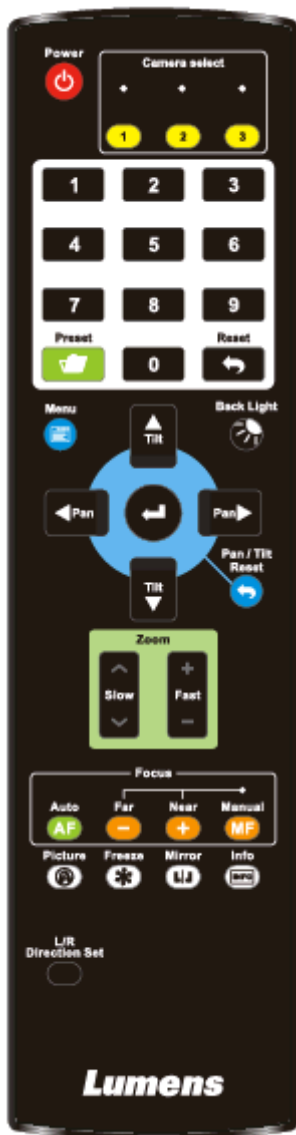 Power
Camera select
1 2 3
1 2 3
4 5 6
7 8 9
Preset Reset
0
Menu Back Light
Tilt
Pan Pan
Pan / Tilt
Reset
Tilt
Zoom
Slow + Fast −
Focus
Auto Far Near Manual
AF − + MF
Picture Freeze Mirror Info
INFO
L/R
Direction Set
Lumens